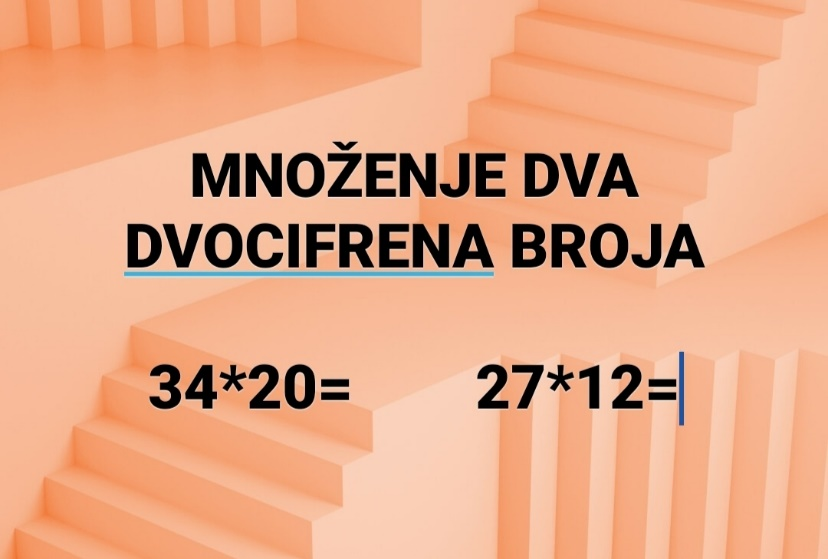 MNOŽENJE DVA
DVOCIFRENA BROJA
34*20= 27*12=